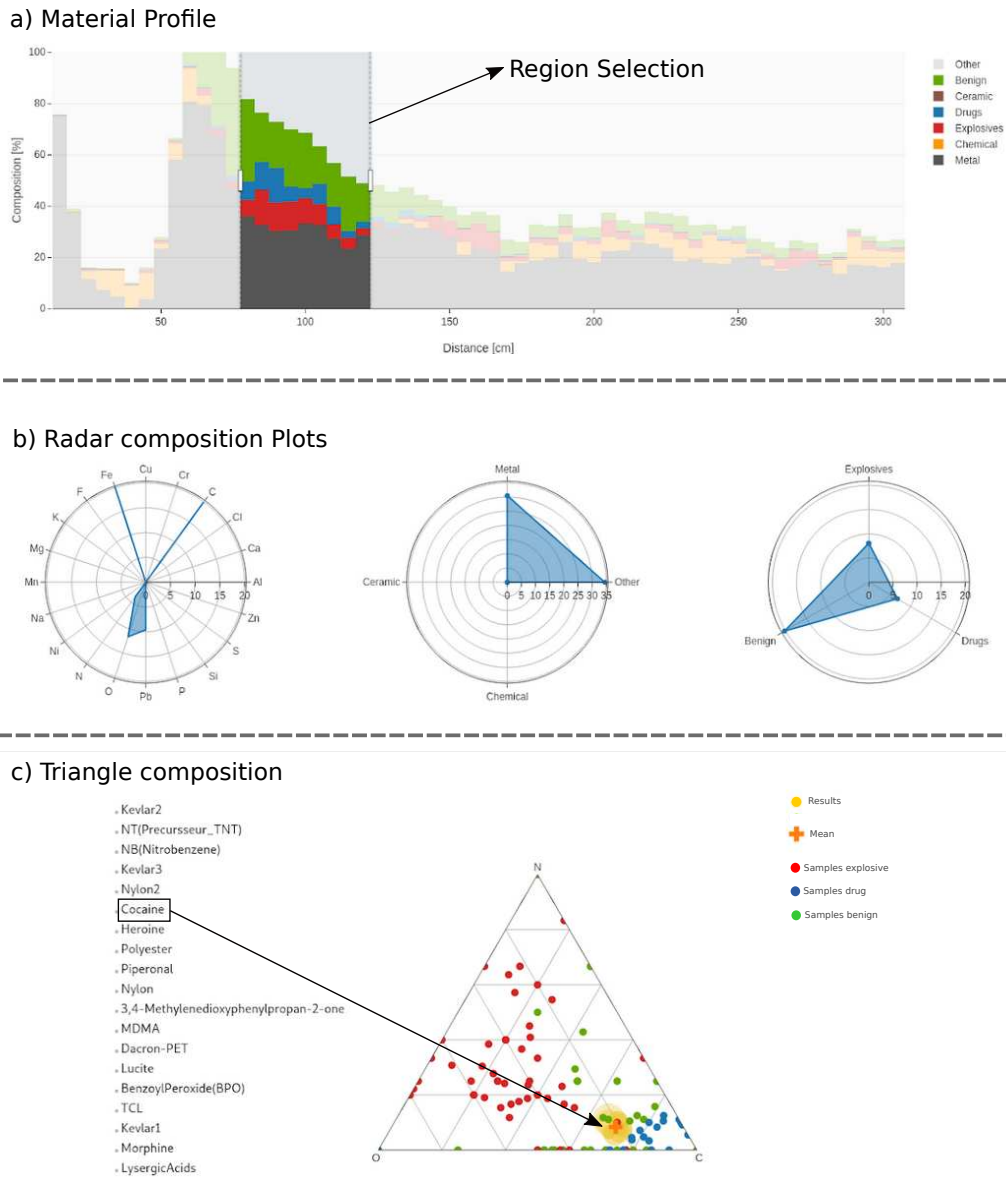 a) Material Profile
Region Selection
100
80
60
40
20
0
Composition [%]
50
100
150
200
250
300
Distance [cm]
Other
Benign
Ceramic
Drugs
Explosives
Chemical
Metal
b) Radar composition Plots
Cu
Cr
C
Cl
Ca
Al
Zn
S
Si
P
Pb
O
N
Ni
Na
Mn
Mg
K
F
Fe
0 5 10 15 20
Metal
Ceramic
Other
Chemical
0 5 10 15 20 25 30 35
Explosives
Benign
Drugs
0 5 10 15 20
c) Triangle composition
Kevlar2
NT(Precursseur_TNT)
NB(Nitrobenzene)
Kevlar3
Nylon2
Cocaine
Heroine
Polyester
Piperonal
Nylon
3,4-Methylenedioxyphenylpropan-2-one
MDMA
Dacron-PET
Lucite
BenzoylPeroxide(BPO)
TCL
Kevlar1
Morphine
LysergicAcids
N
O
C
Results
Mean
Samples explosive
Samples drug
Samples benign